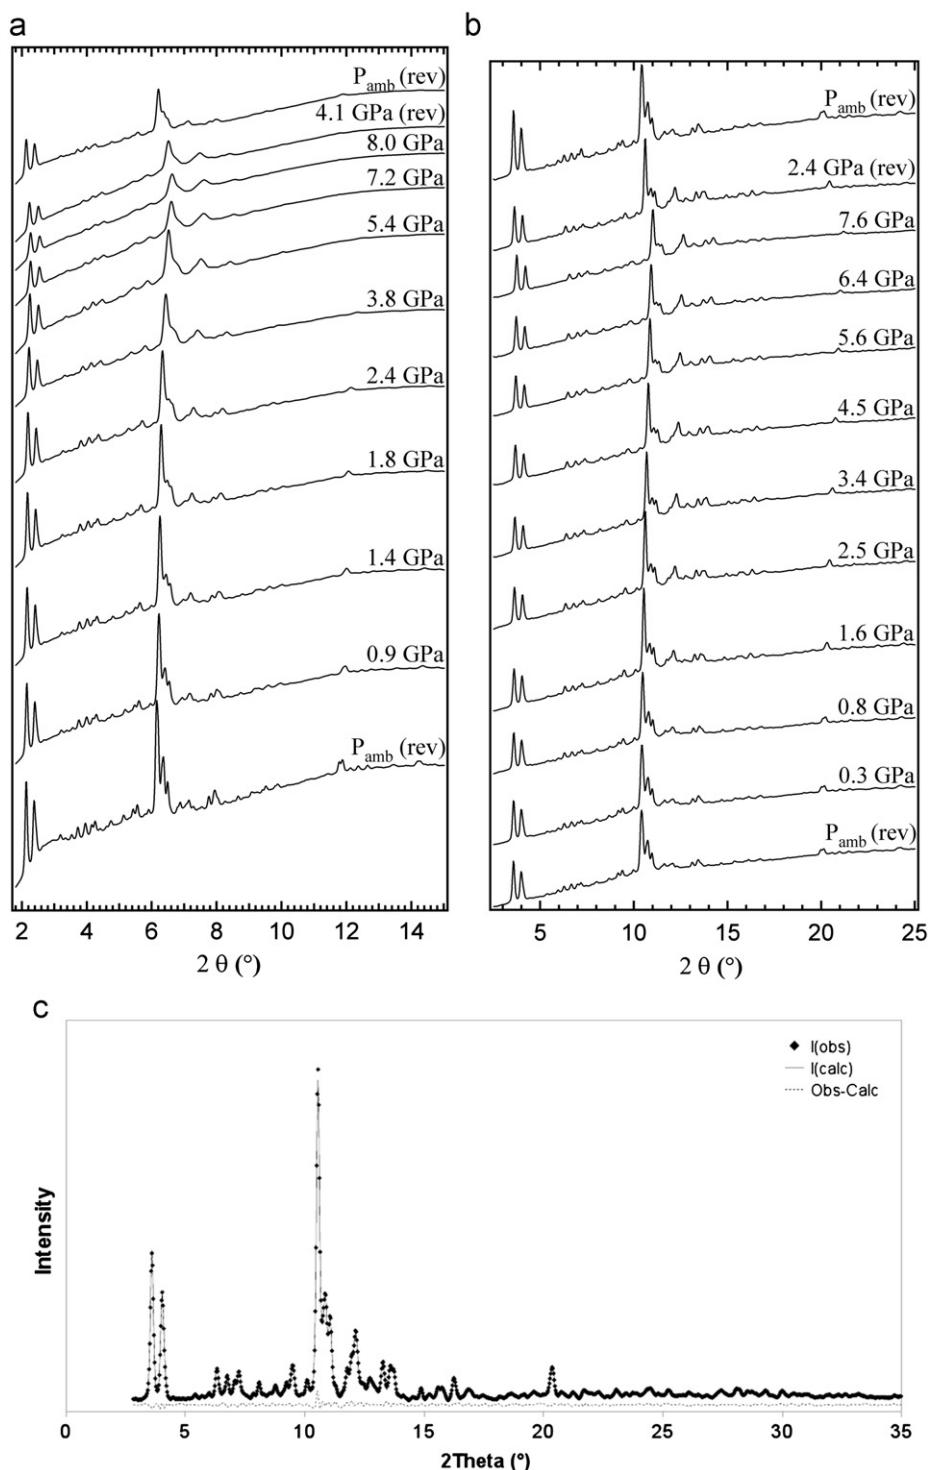 a
P_amb (rev)
4.1 GPa (rev)
8.0 GPa
7.2 GPa
5.4 GPa
3.8 GPa
2.4 GPa
1.8 GPa
1.4 GPa
0.9 GPa
P_amb (rev)
2 4 6 8 10 12 14
2 θ (°)
b
P_amb (rev)
2.4 GPa (rev)
7.6 GPa
6.4 GPa
5.6 GPa
4.5 GPa
3.4 GPa
2.5 GPa
1.6 GPa
0.8 GPa
0.3 GPa
P_amb (rev)
5 10 15 20 25
2 θ (°)
c
I(obs)
I(calc)
Obs-Calc
Intensity
0 5 10 15 20 25 30 35
2Theta (°)